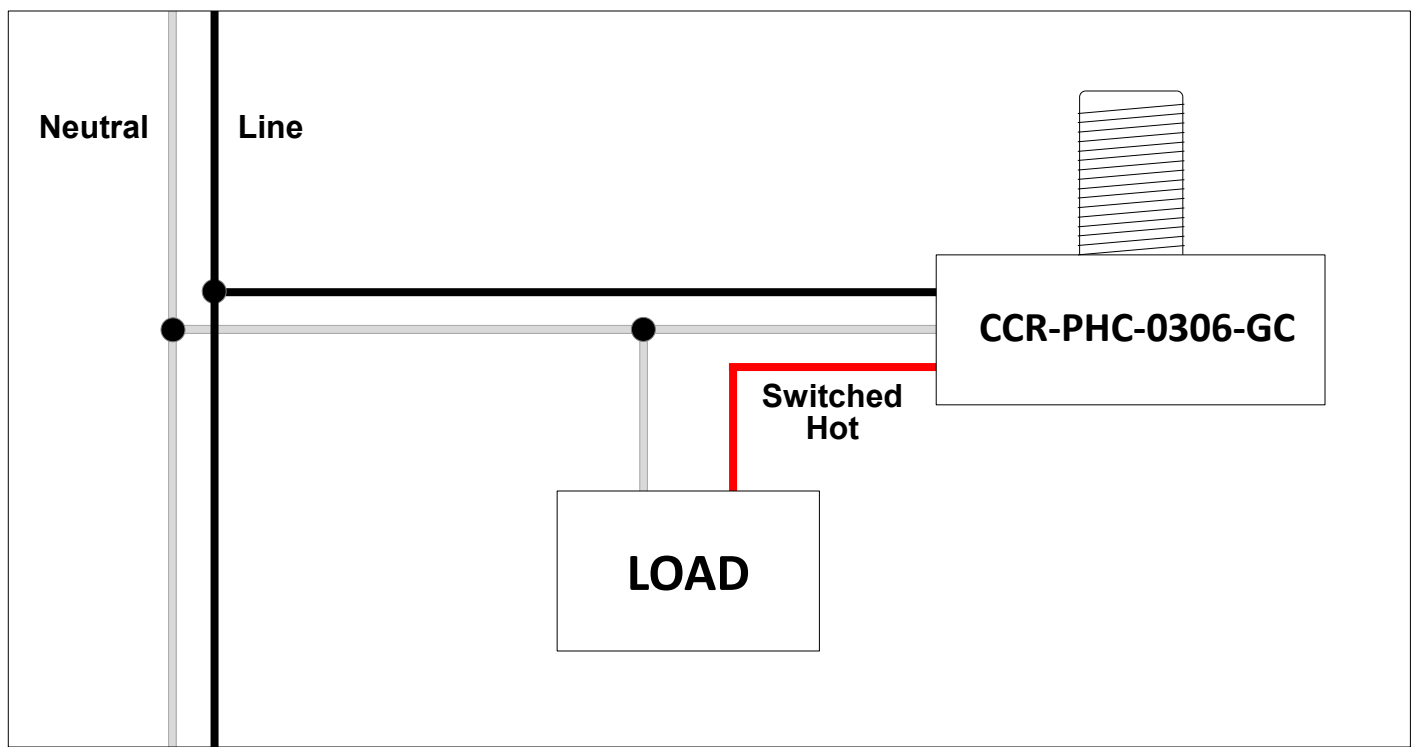 Neutral
Line
CCR-PHC-0306-GC
Switched
Hot
LOAD